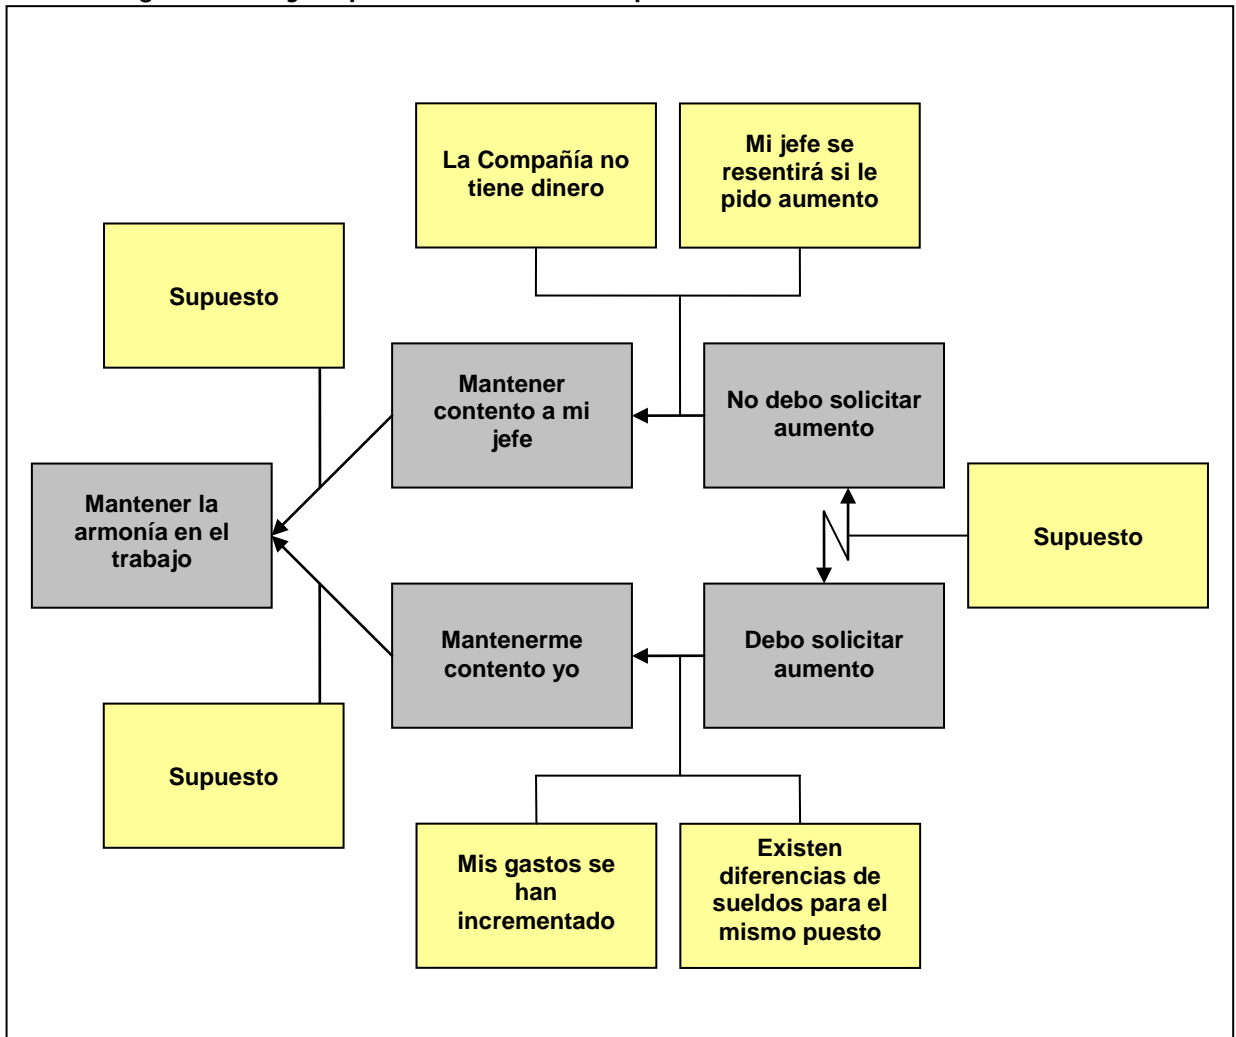 La Compañía no
tiene dinero
Mi jefe se
resentirá si le
pido aumento
Supuesto
Mantener
contento a mi
jefe
No debo solicitar
aumento
Mantener la
armonía en el
trabajo
Supuesto
Mantenerme
contento yo
Debo solicitar
aumento
Supuesto
Mis gastos se
han
incrementado
Existen
diferencias de
sueldos para el
mismo puesto